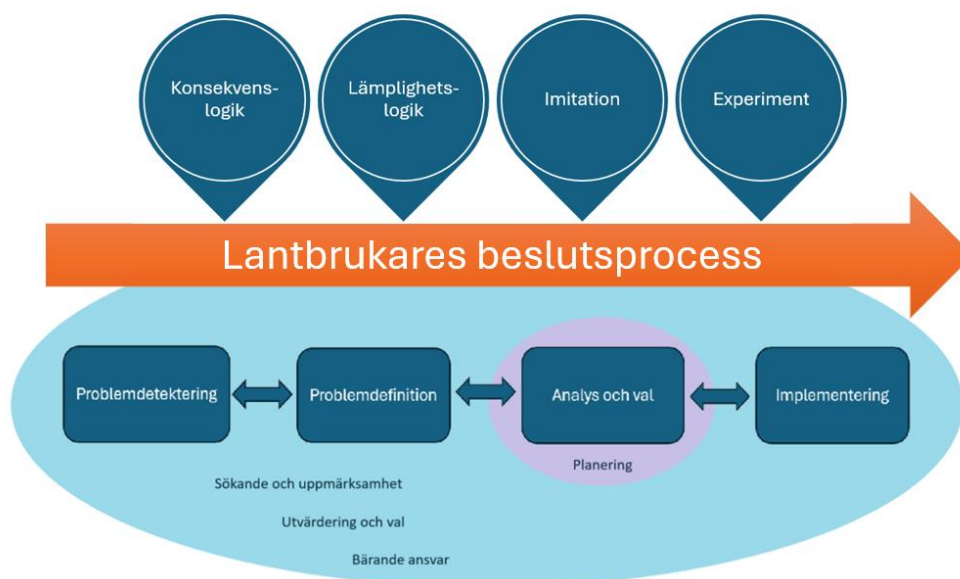 Konsekvens-
logik
Lämplighets-
logik
Imitation
Experiment
Lantbrukares beslutsprocess
Problemdetektering
Problemdefinition
Analys och val
Implementering
Planering
Sökande och uppmärksamhet
Utvärdering och val
Bärande ansvar